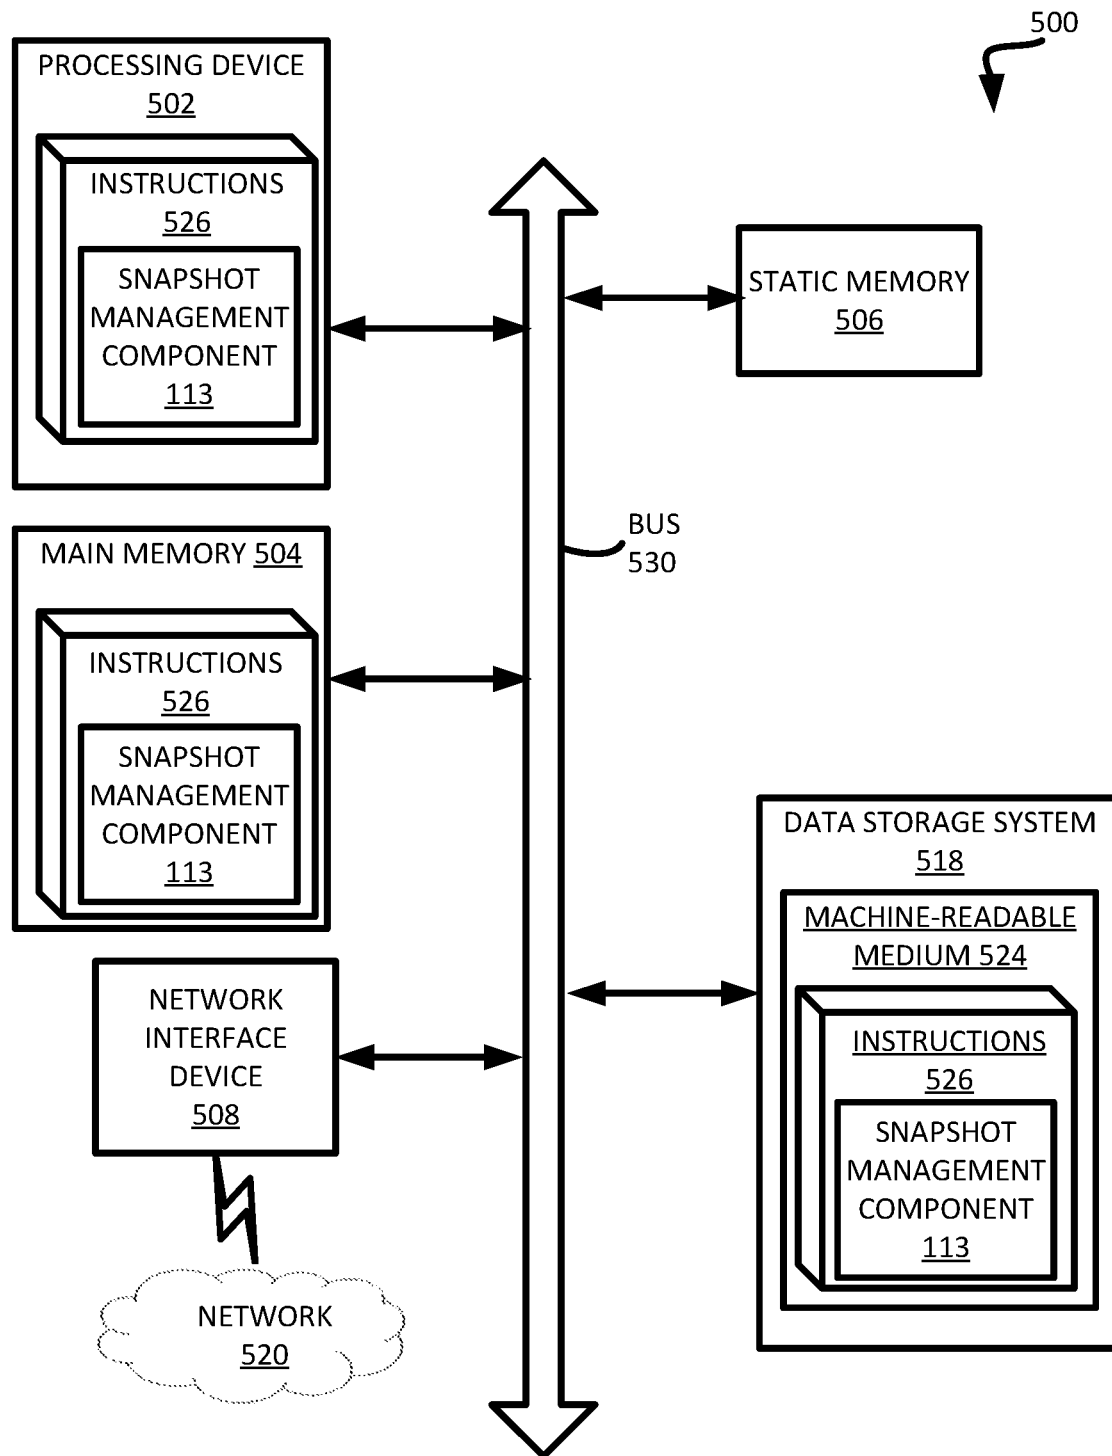 500
PROCESSING DEVICE
502
INSTRUCTIONS
526
SNAPSHOT
MANAGEMENT
COMPONENT
113
STATIC MEMORY
506
BUS
530
MAIN MEMORY 504
INSTRUCTIONS
526
SNAPSHOT
MANAGEMENT
COMPONENT
113
DATA STORAGE SYSTEM
518
MACHINE-READABLE
MEDIUM 524
INSTRUCTIONS
526
SNAPSHOT
MANAGEMENT
COMPONENT
113
NETWORK
INTERFACE
DEVICE
508
NETWORK
520